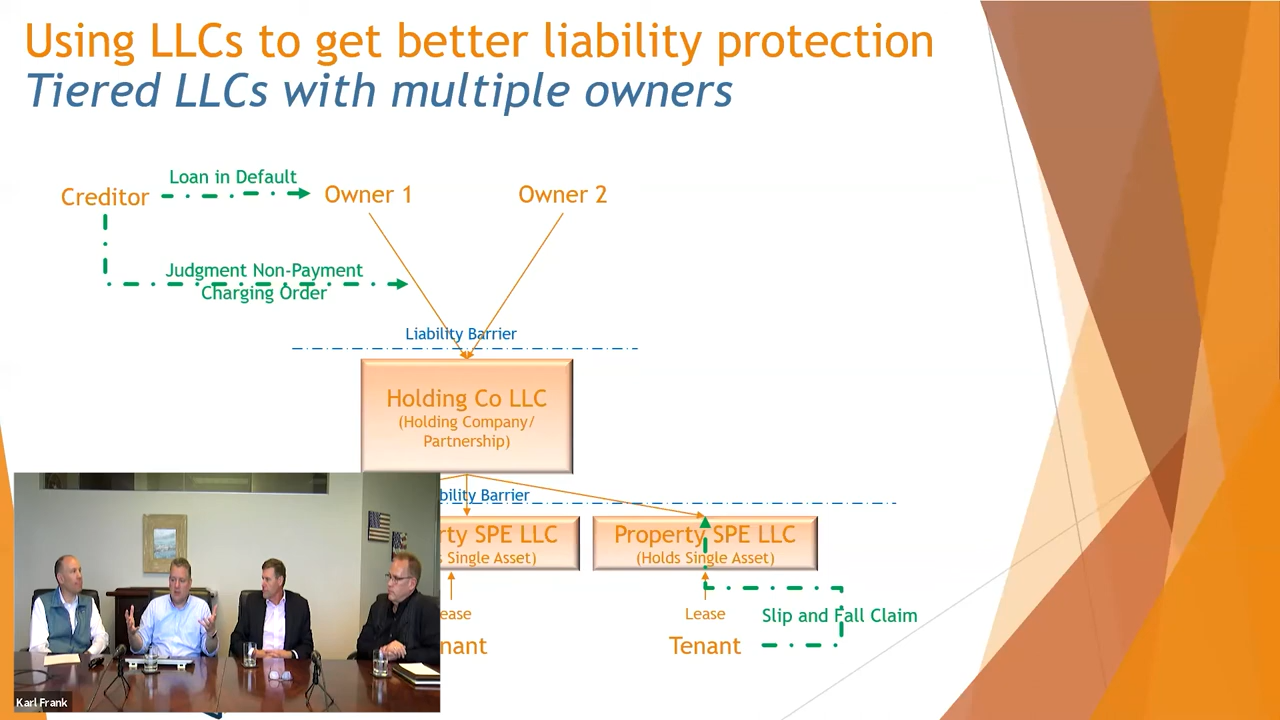 Using LLCs to get better liability protection
Tiered LLCs with multiple owners
Loan in Default
Creditor
Owner 1
Owner 2
Judgment Non-Payment
Charging Order
Liability Barrier
Holding Co LLC
(Holding Company/
Partnership)
bility Barrier
rty SPE LLC
Single Asset)
Property SPE LLC
(Holds Single Asset)
ease
Lease
Slip and Fall Claim
nant
Tenant
Karl Frank